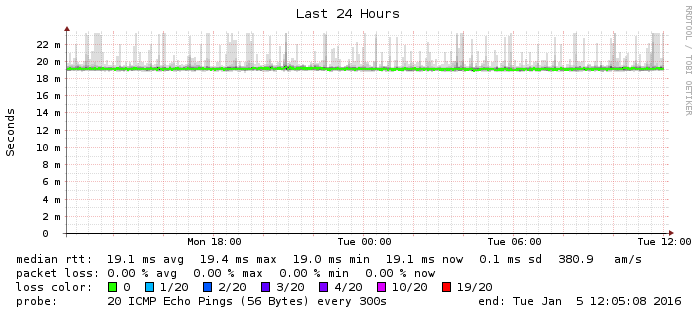 Last 24 Hours
RRDTOOL / TOBI OETIKER
Seconds
22 m
20 m
18 m
16 m
14 m
12 m
10 m
8 m
6 m
4 m
2 m
0
Mon 18:00 Tue 00:00 Tue 06:00 Tue 12:00
median rtt: 19.1 ms avg 19.4 ms max 19.0 ms min 19.1 ms now 0.1 ms sd 380.9 am/s
packet loss: 0.00 % avg 0.00 % max 0.00 % min 0.00 % now
loss color: 0 1/20 2/20 3/20 4/20 10/20 19/20
probe: 20 ICMP Echo Pings (56 Bytes) every 300s end: Tue Jan 5 12:05:08 2016